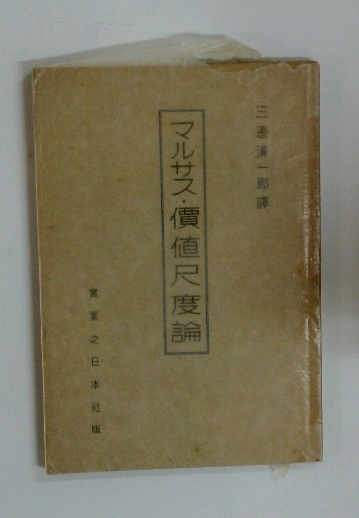 三邊清一郎譯
マルサス・價値尺度論
實業之日本社版